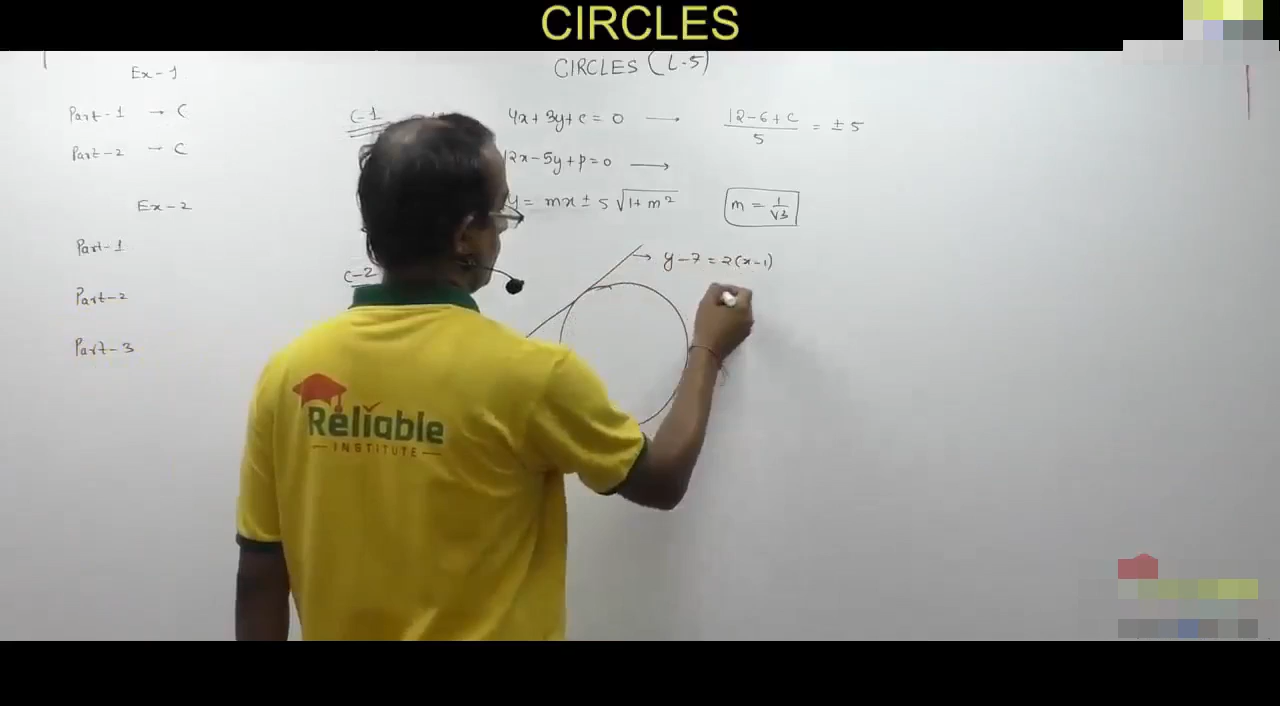 CIRCLES
CIRCLES (L-5)
Ex-1
Part-1 → C
Part-2 → C
Ex-2
Part-1
Part-2
Part-3
C-1
4x + 3y + c = 0 → 12-6+c/5 = ± 5
12x - 5y + p = 0 →
y = mx ± 5 √1+m² m = 1/√3
C-2
→ y - 7 = 2(x-1)
Reliable
INSTITUTE